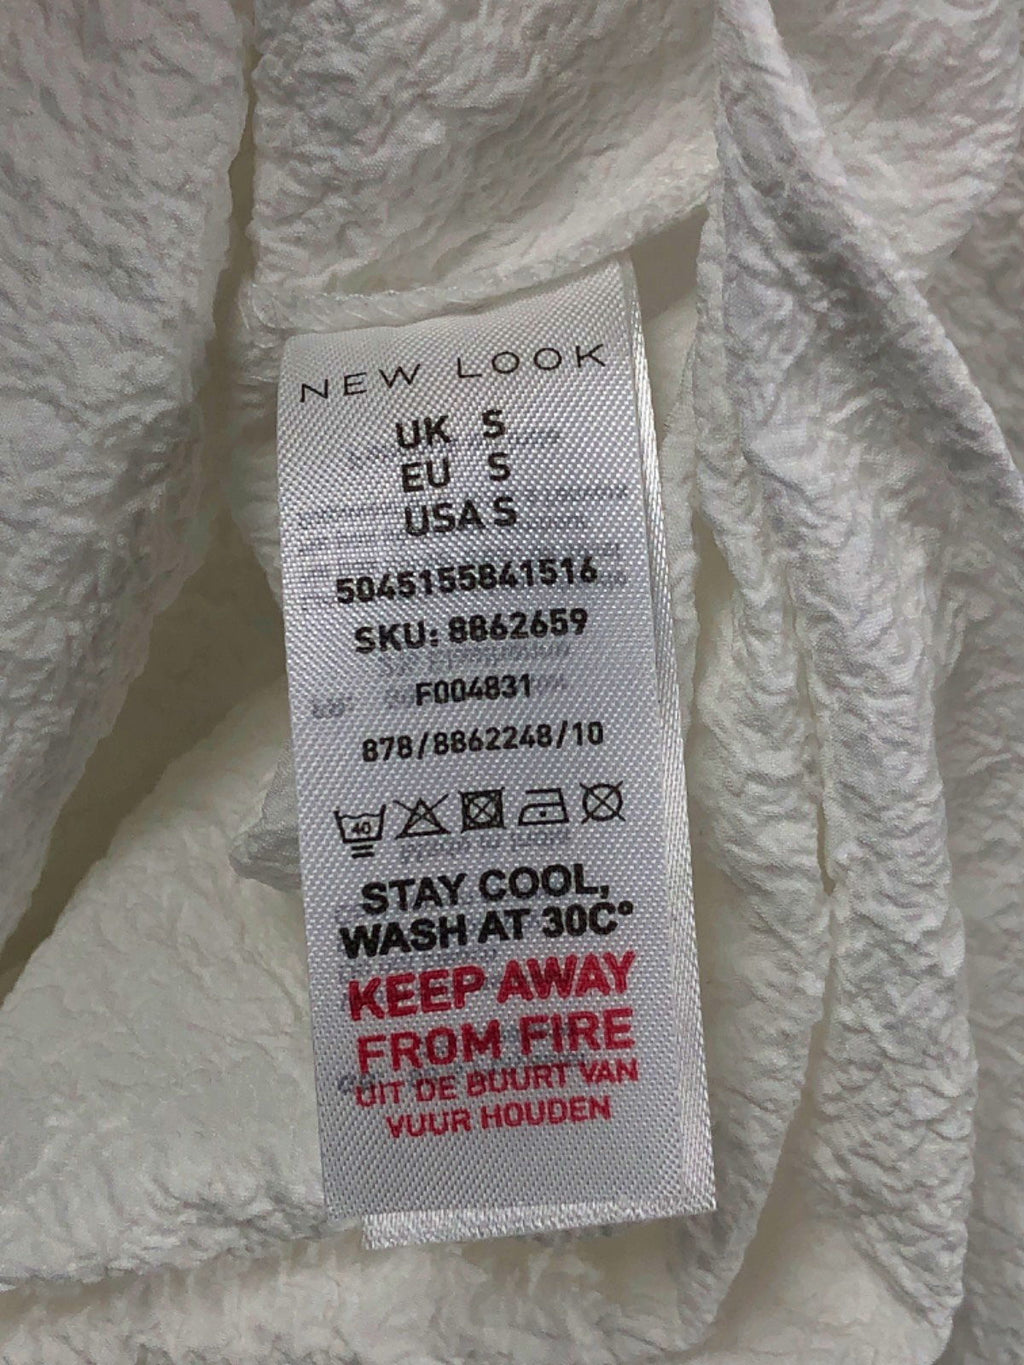 NEW LOOK
UK S
EU S
USA S
5045155841516
SKU: 8862659
F004831
878/8862248/10
40
STAY COOL,
WASH AT 30C°
KEEP AWAY
FROM FIRE
UIT DE BUURT VAN
VUUR HOUDEN